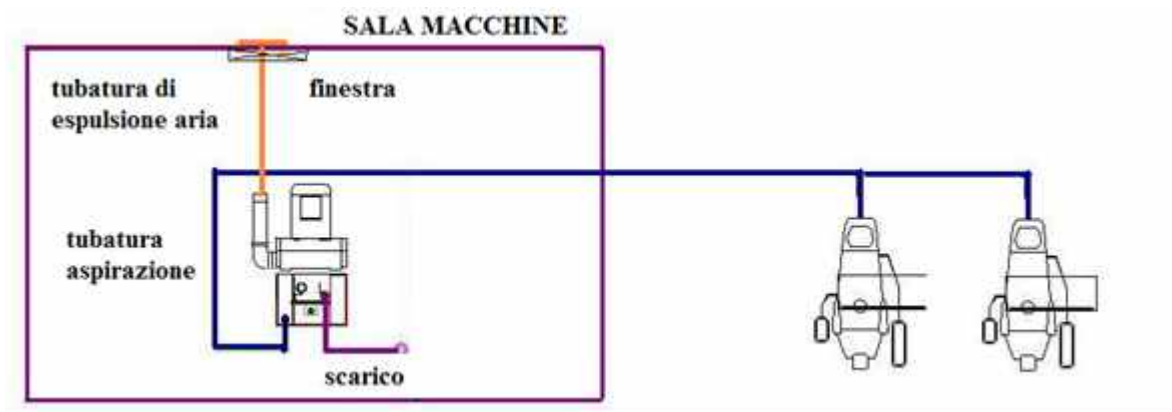 SALA MACCHINE
tubatura di
espulsione aria
finestra
tubatura
aspirazione
scarico